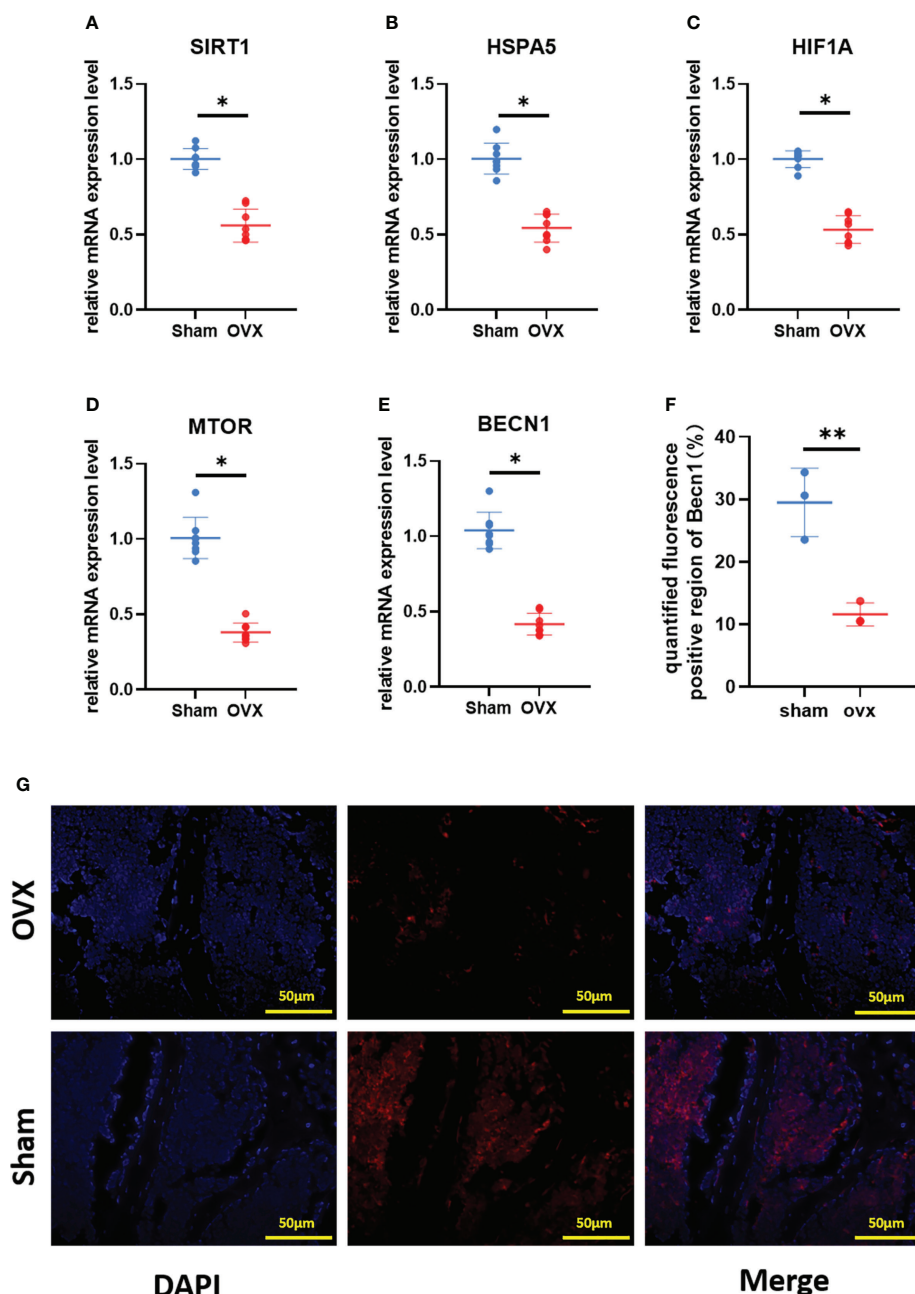 A
SIRT1
relative mRNA expression level
1.5
1.0
0.5
0.0
*
Sham OVX
B
HSPA5
relative mRNA expression level
1.5
1.0
0.5
0.0
*
Sham OVX
C
HIF1A
relative mRNA expression level
1.5
1.0
0.5
0.0
*
Sham OVX
D
MTOR
relative mRNA expression level
1.5
1.0
0.5
0.0
*
Sham OVX
E
BECN1
relative mRNA expression level
1.5
1.0
0.5
0.0
*
Sham OVX
F
quantified fluorescence
positive region of Becn1(%)
40
30
20
10
0
**
sham ovx
G
OVX
50μm
50μm
50μm
Sham
50μm
50μm
50μm
DAPI
Merge